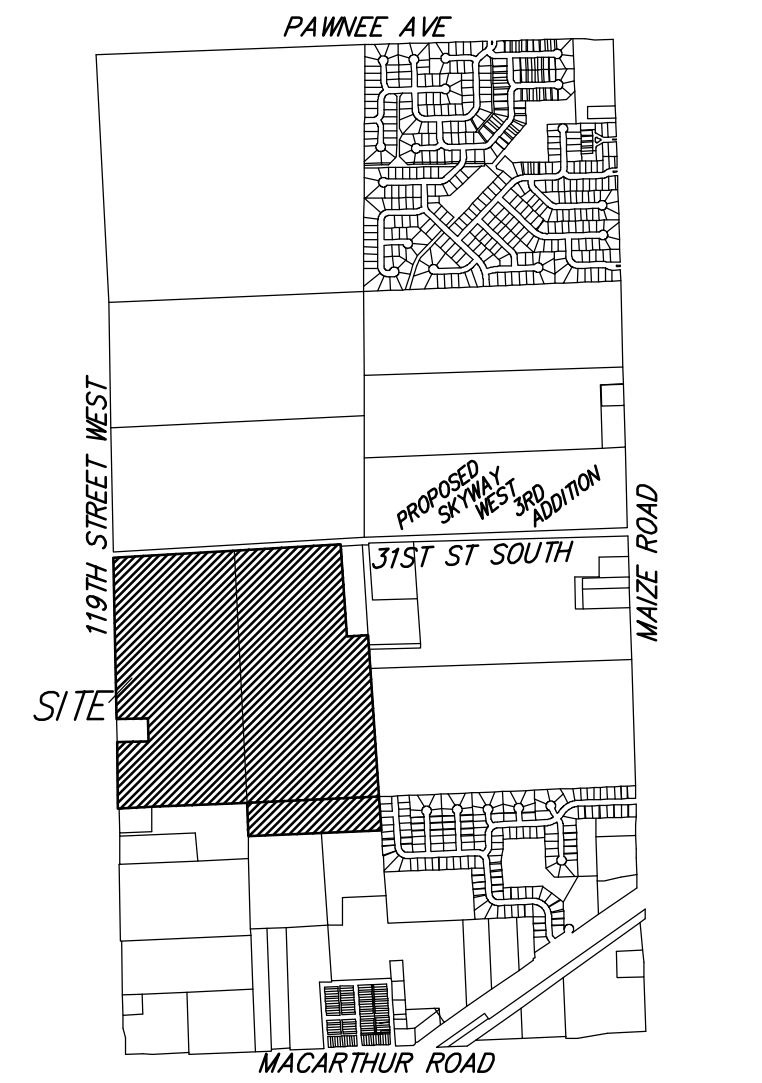 PAWNEE AVE
119TH STREET WEST
PROPOSED
SKYWAY
WEST
3RD
ADDITION
31ST ST SOUTH
MAIZE ROAD
SITE
MACARTHUR ROAD